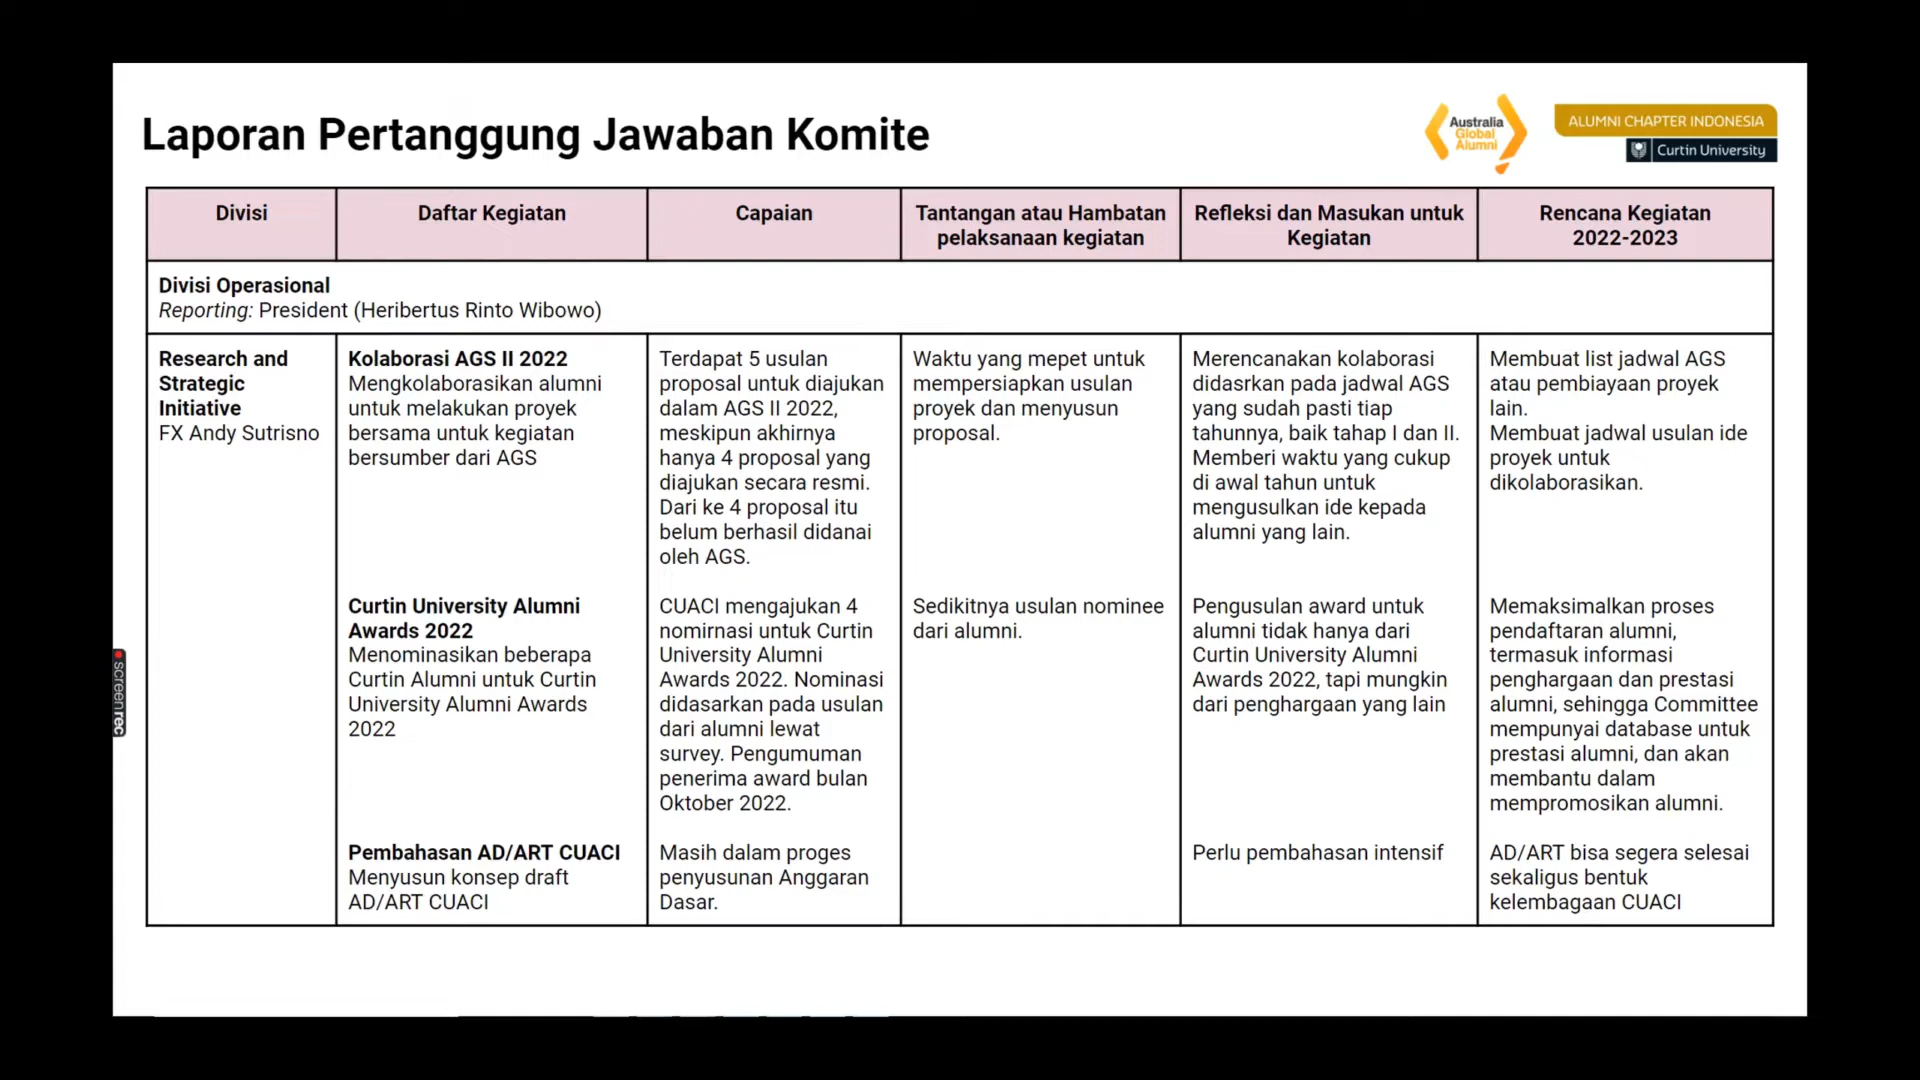 Laporan Pertanggung Jawaban Komite
Australia
Global
Alumni
ALUMNI CHAPTER INDONESIA
Curtin University
Divisi
Daftar Kegiatan
Capaian
Tantangan atau Hambatan
pelaksanaan kegiatan
Refleksi dan Masukan untuk
Kegiatan
Rencana Kegiatan
2022-2023
Divisi Operasional
Reporting: President (Heribertus Rinto Wibowo)
Research and
Strategic
Initiative
FX Andy Sutrisno
Kolaborasi AGS II 2022
Mengkolaborasikan alumni
untuk melakukan proyek
bersama untuk kegiatan
bersumber dari AGS
Terdapat 5 usulan
proposal untuk diajukan
dalam AGS II 2022,
meskipun akhirnya
hanya 4 proposal yang
diajukan secara resmi.
Dari ke 4 proposal itu
belum berhasil didanai
oleh AGS.
Waktu yang mepet untuk
mempersiapkan usulan
proyek dan menyusun
proposal.
Merencanakan kolaborasi
didasrkan pada jadwal AGS
yang sudah pasti tiap
tahunnya, baik tahap I dan II.
Memberi waktu yang cukup
di awal tahun untuk
mengusulkan ide kepada
alumni yang lain.
Membuat list jadwal AGS
atau pembiayaan proyek
lain.
Membuat jadwal usulan ide
proyek untuk
dikolaborasikan.
Curtin University Alumni
Awards 2022
Menominasikan beberapa
Curtin Alumni untuk Curtin
University Alumni Awards
2022
CUACI mengajukan 4
nomirnasi untuk Curtin
University Alumni
Awards 2022. Nominasi
didasarkan pada usulan
dari alumni lewat
survey. Pengumuman
penerima award bulan
Oktober 2022.
Sedikitnya usulan nominee
dari alumni.
Pengusulan award untuk
alumni tidak hanya dari
Curtin University Alumni
Awards 2022, tapi mungkin
dari penghargaan yang lain
Memaksimalkan proses
pendaftaran alumni,
termasuk informasi
penghargaan dan prestasi
alumni, sehingga Committee
mempunyai database untuk
prestasi alumni, dan akan
membantu dalam
mempromosikan alumni.
Pembahasan AD/ART CUACI
Menyusun konsep draft
AD/ART CUACI
Masih dalam proges
penyusunan Anggaran
Dasar.
Perlu pembahasan intensif
AD/ART bisa segera selesai
sekaligus bentuk
kelembagaan CUACI
screenrec